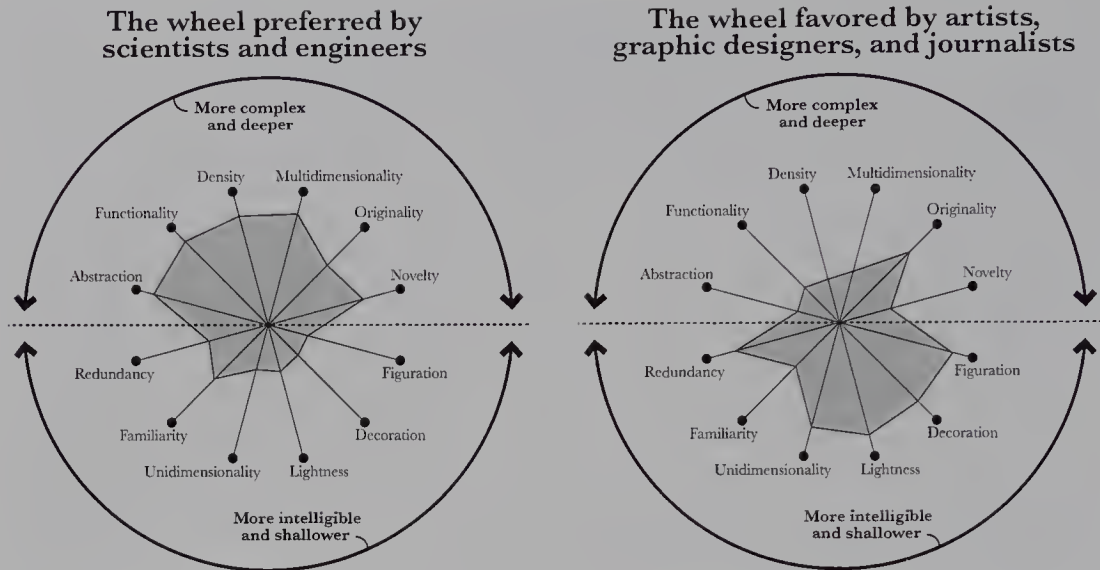 The wheel preferred by
scientists and engineers
More complex
and deeper
Density
Multidimensionality
Functionality
Originality
Abstraction
Novelty
Redundancy
Figuration
Familiarity
Decoration
Unidimensionality
Lightness
More intelligible
and shallower
The wheel favored by artists,
graphic designers, and journalists
More complex
and deeper
Density
Multidimensionality
Functionality
Originality
Abstraction
Novelty
Redundancy
Figuration
Familiarity
Decoration
Unidimensionality
Lightness
More intelligible
and shallower